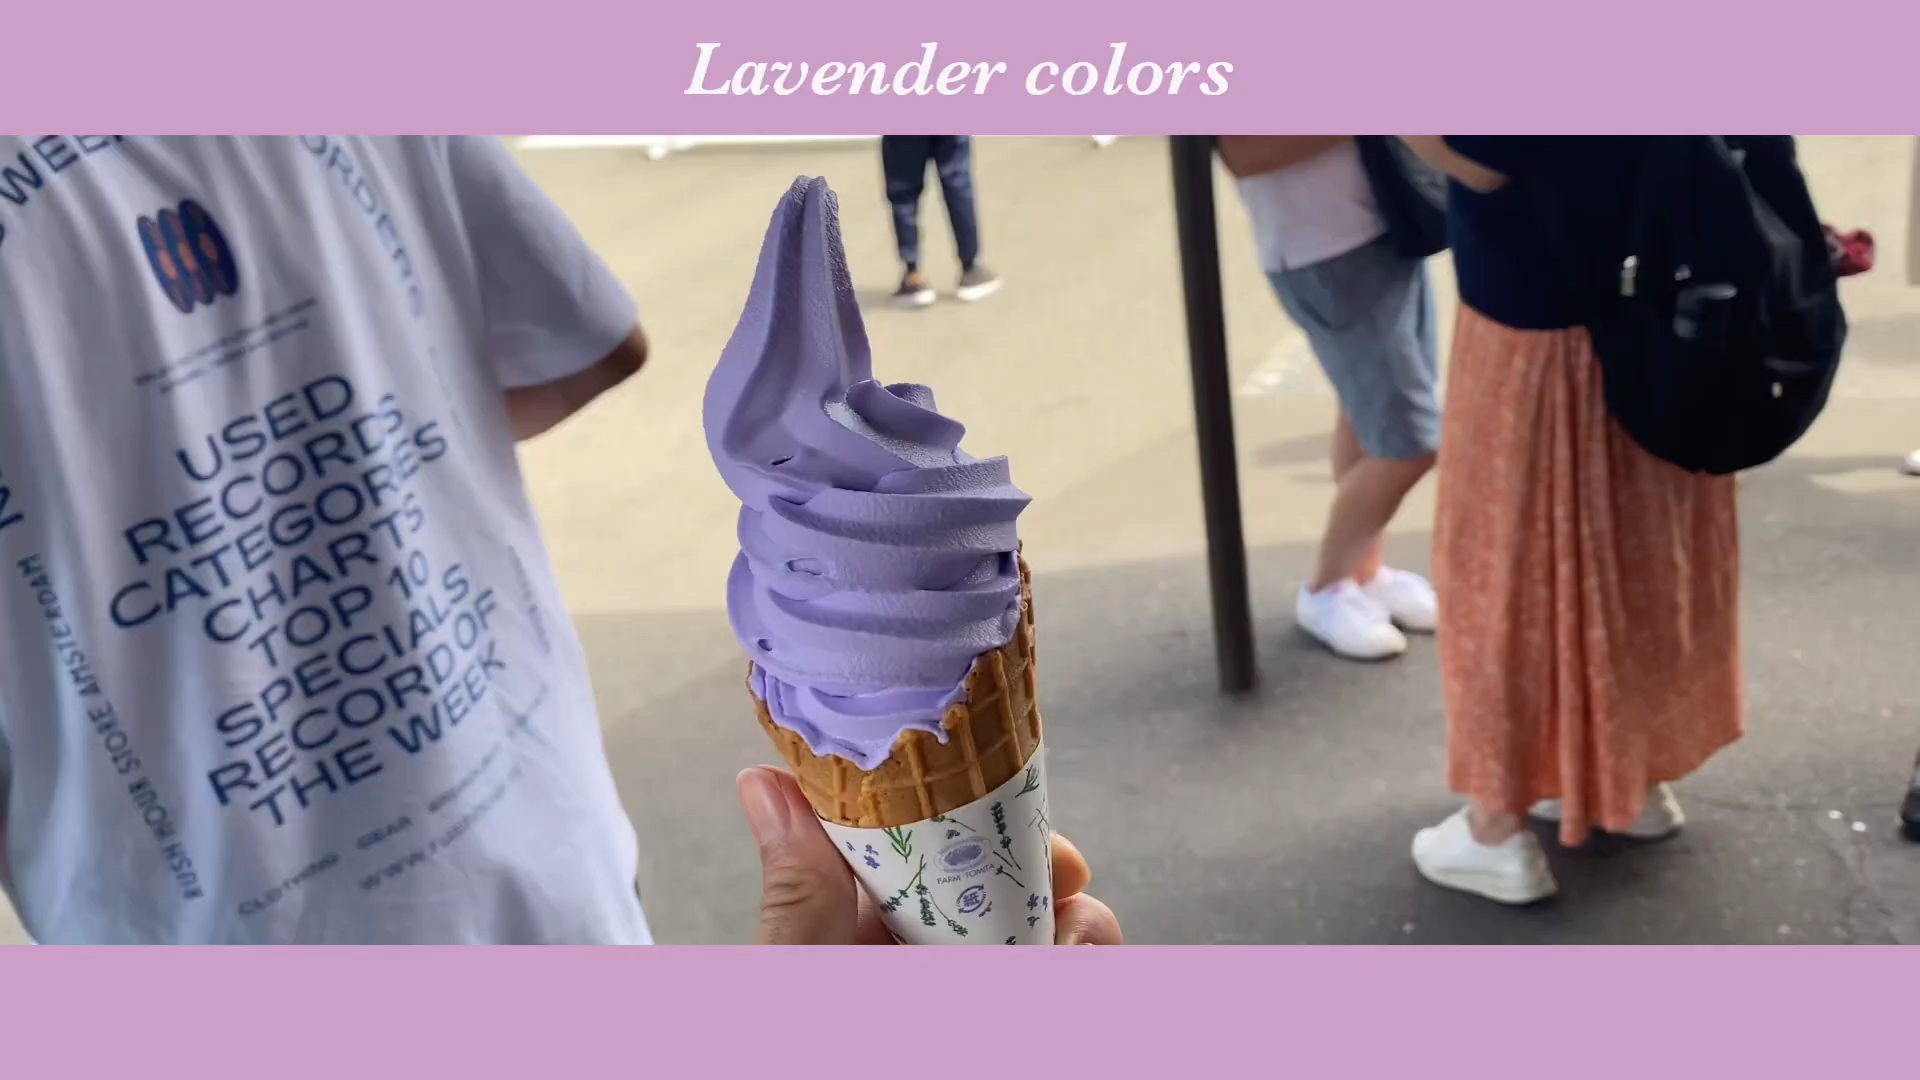 Lavender colors
USED
RECORDS
CATEGORIES
CHARTS
TOP 10
SPECIALS
RECORD OF
THE WEEK
RUSH HOUR STORE AMSTERDAM
CLOTHING GEAR
FARM TOMITA
紙